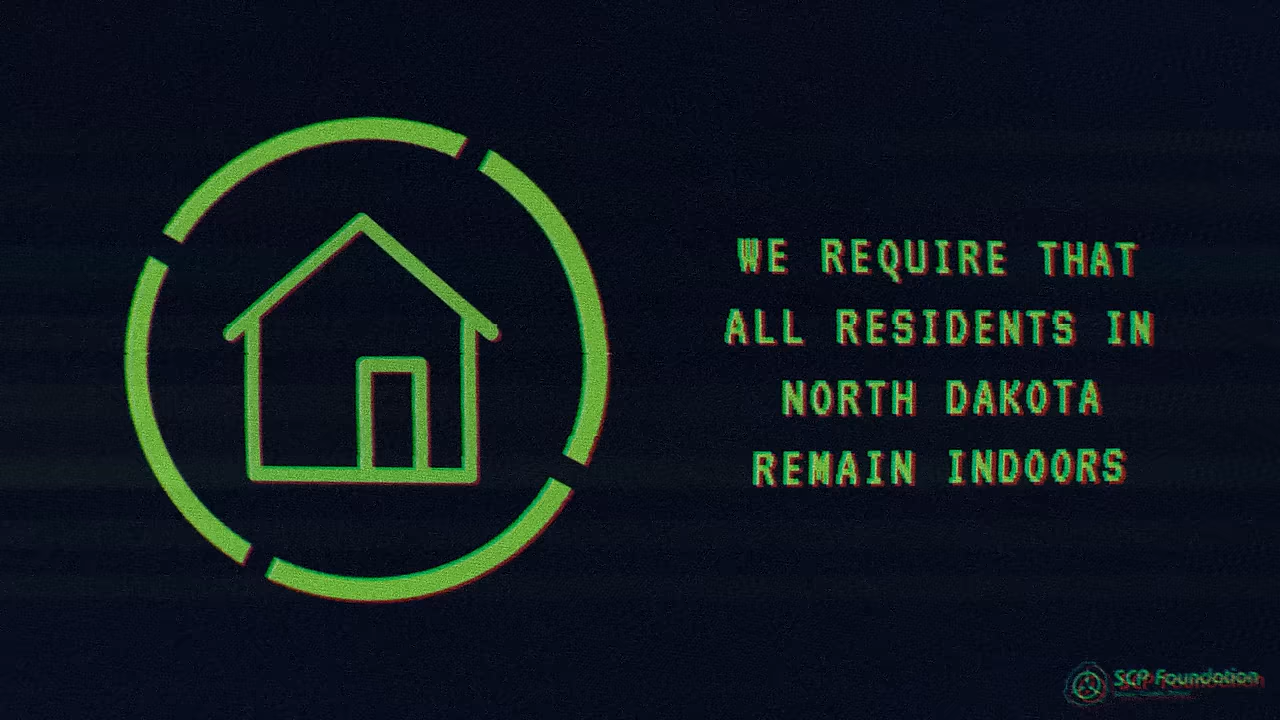 WE REQUIRE THAT
ALL RESIDENTS IN
NORTH DAKOTA
REMAIN INDOORS
SCP Foundation